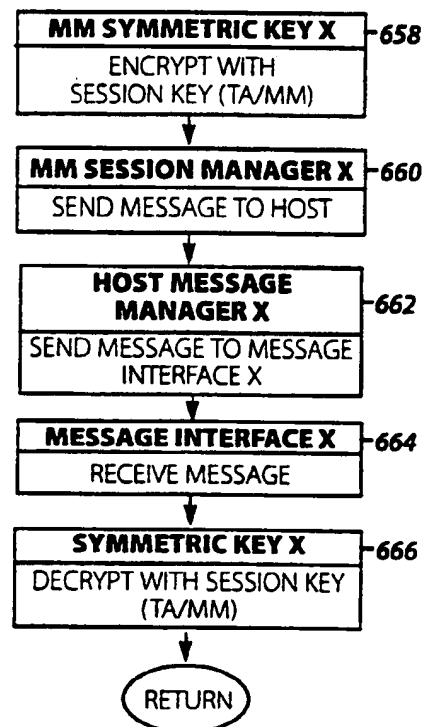 MM SYMMETRIC KEY X 658
ENCRYPT WITH
SESSION KEY (TA/MM)
MM SESSION MANAGER X 660
SEND MESSAGE TO HOST
HOST MESSAGE
MANAGER X 662
SEND MESSAGE TO MESSAGE
INTERFACE X
MESSAGE INTERFACE X 664
RECEIVE MESSAGE
SYMMETRIC KEY X 666
DECRYPT WITH SESSION KEY
(TA/MM)
RETURN